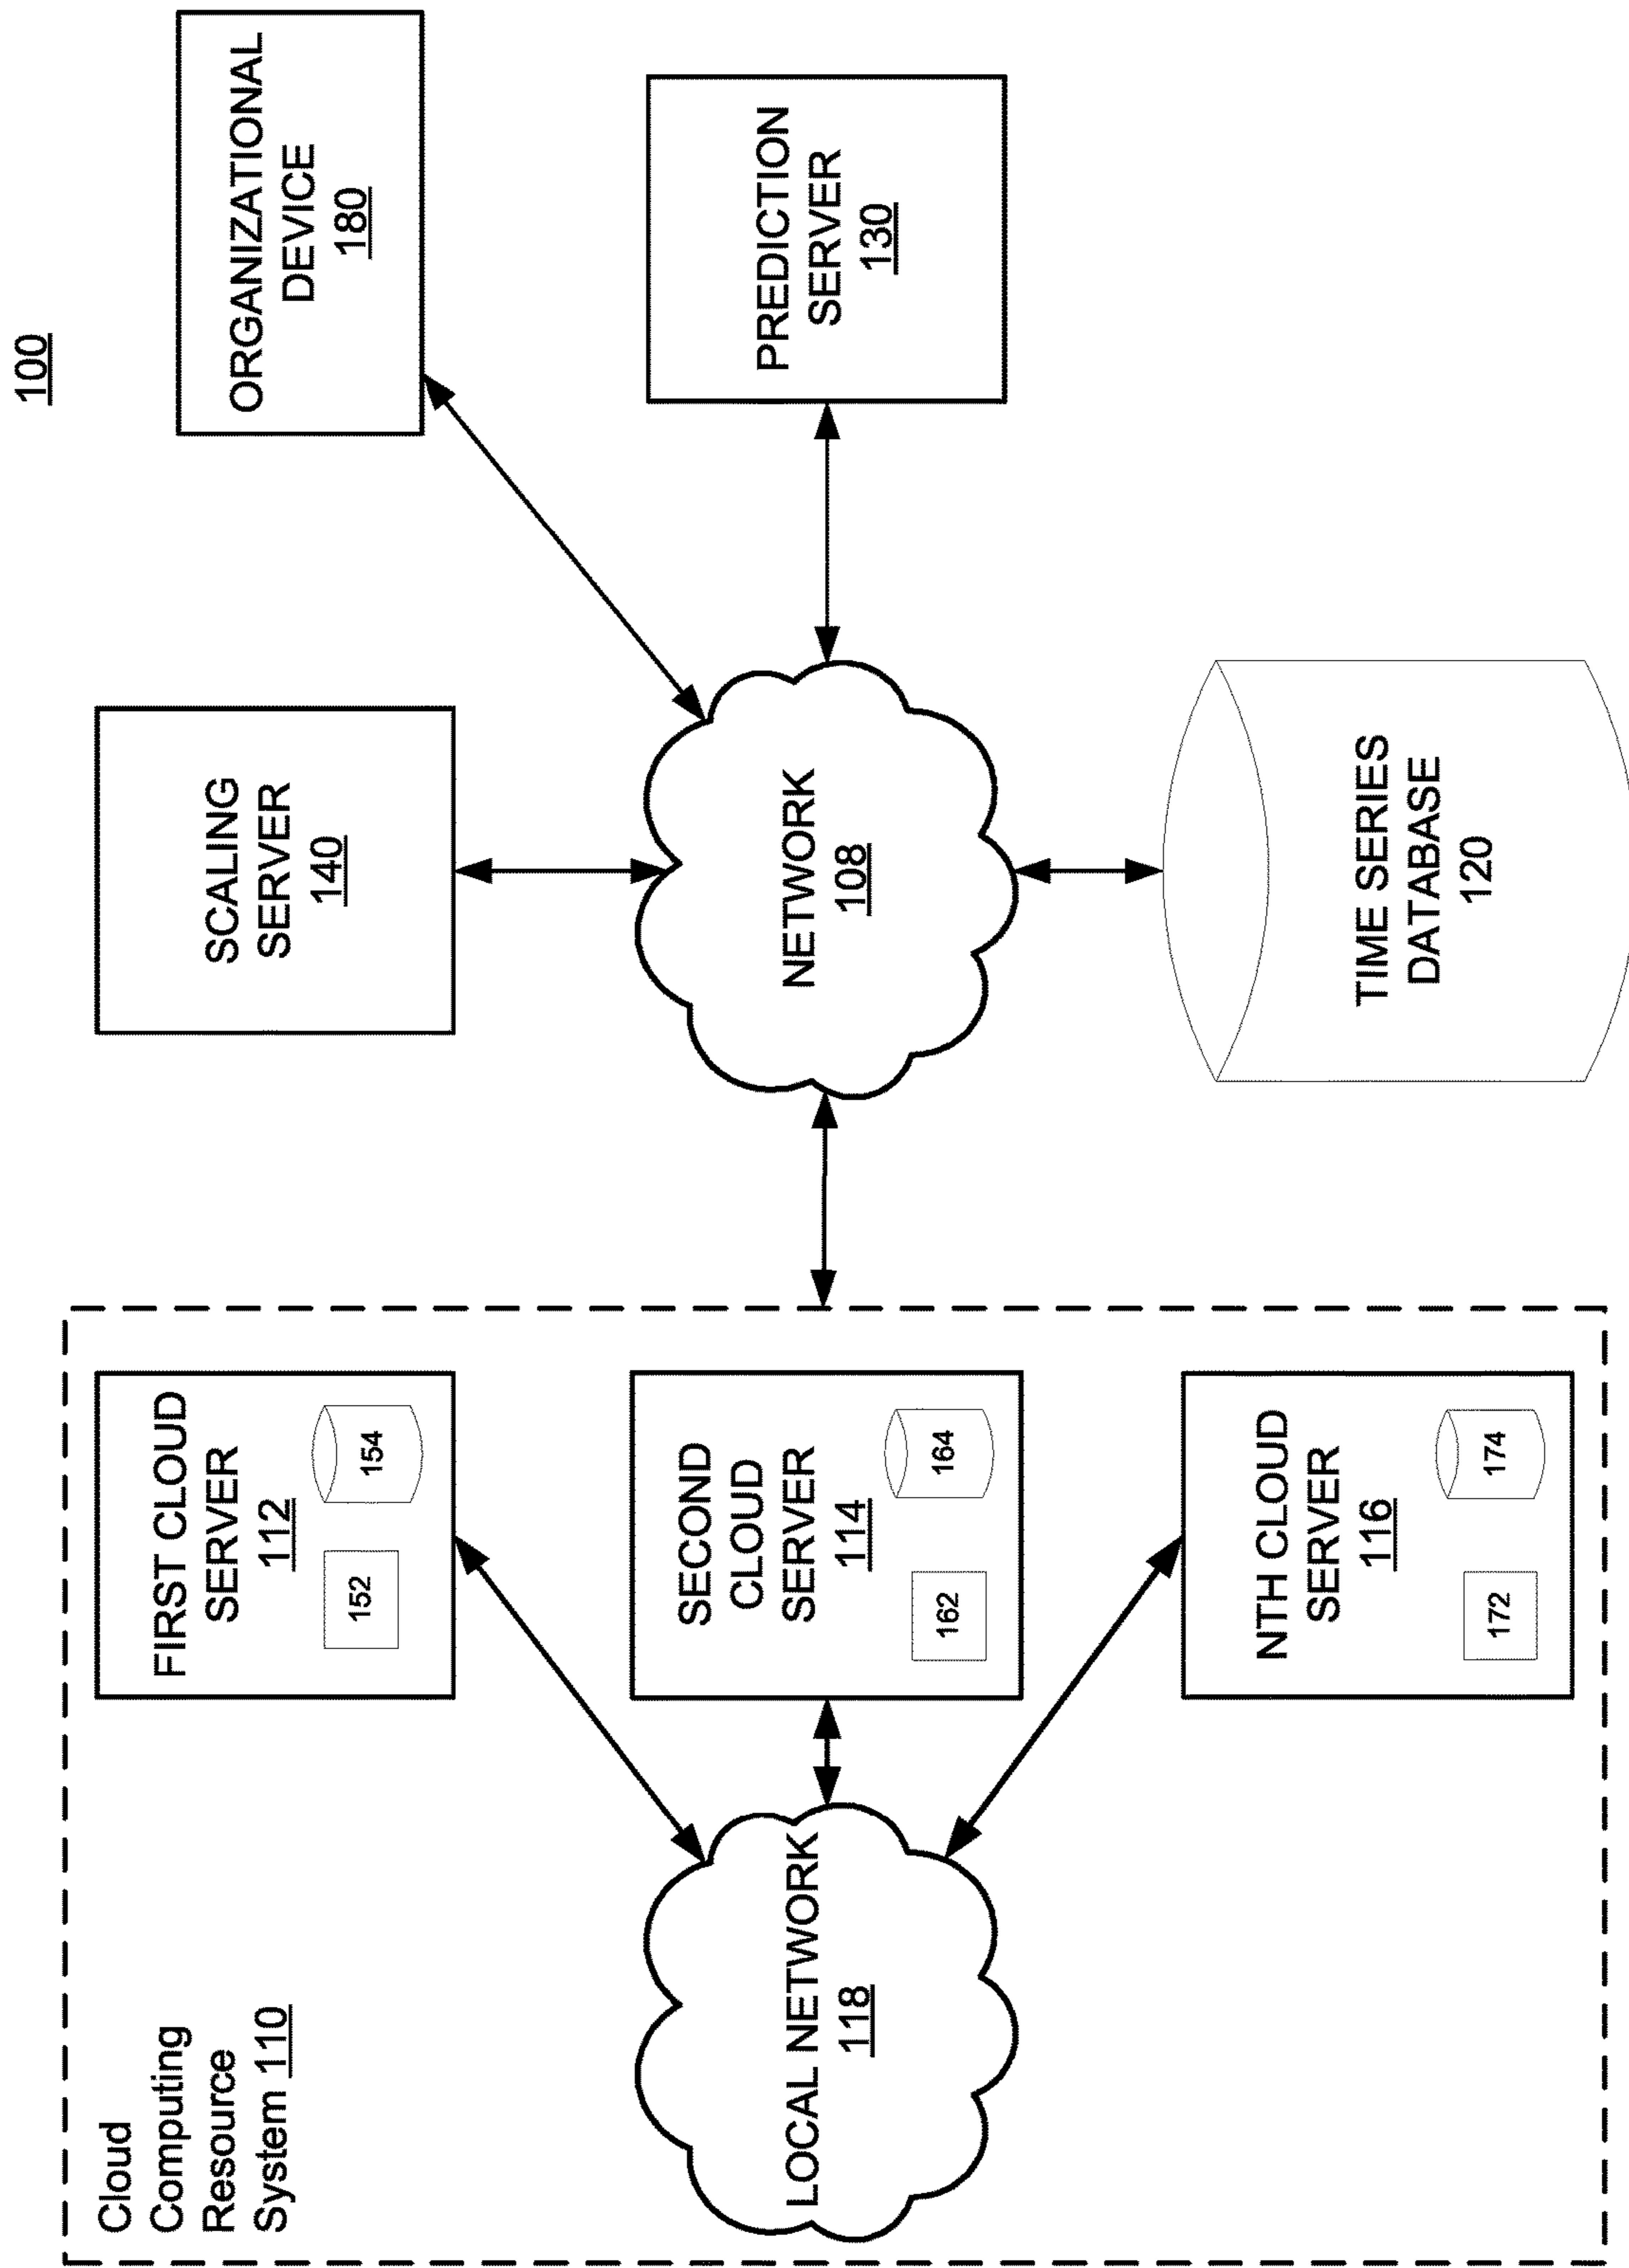 100
Cloud
Computing
Resource
System 110
LOCAL NETWORK
118
FIRST CLOUD
SERVER
112
152
154
SECOND
CLOUD
SERVER
114
162
164
NTH CLOUD
SERVER
116
172
174
SCALING
SERVER
140
NETWORK
108
TIME SERIES
DATABASE
120
ORGANIZATIONAL
DEVICE
180
PREDICTION
SERVER
130